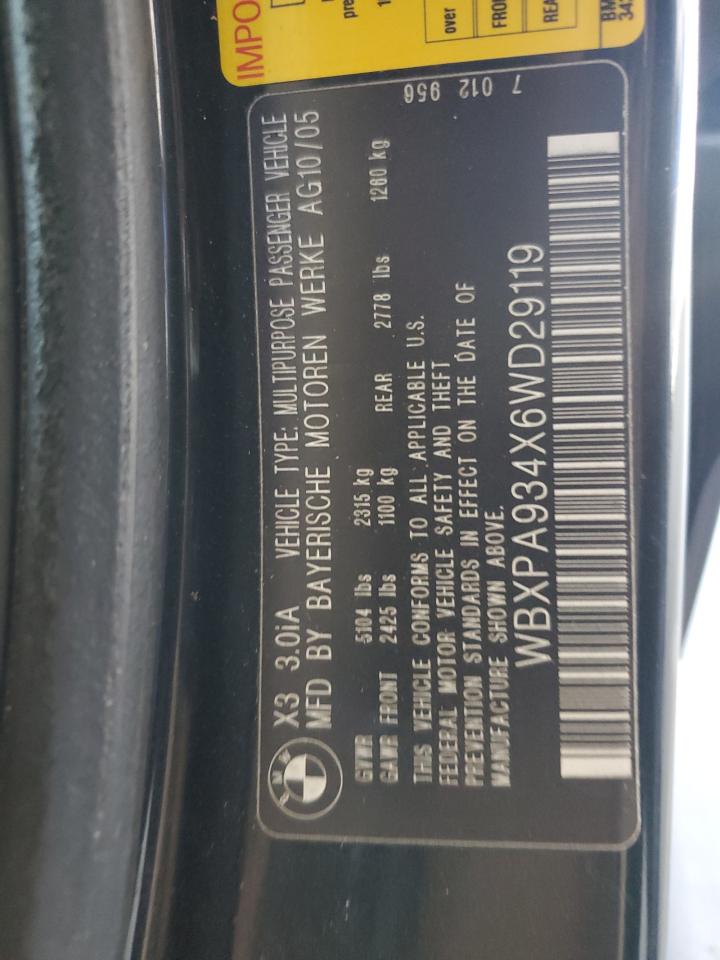 X3 3.0iA VEHICLE TYPE: MULTIPURPOSE PASSENGER VEHICLE
MFD BY BAYERISCHE MOTOREN WERKE AG10/05
GVWR 5104 lbs 2315 kg
GAWR FRONT 2425 lbs 1100 kg REAR 2778 lbs 1260 kg
THIS VEHICLE CONFORMS TO ALL APPLICABLE U.S.
FEDERAL MOTOR VEHICLE SAFETY AND THEFT
PREVENTION STANDARDS IN EFFECT ON THE DATE OF
MANUFACTURE SHOWN ABOVE.
WBXPA934X6WD29119
7 012 956
BMW
IMPO
pre
over
FRO
REA
BM